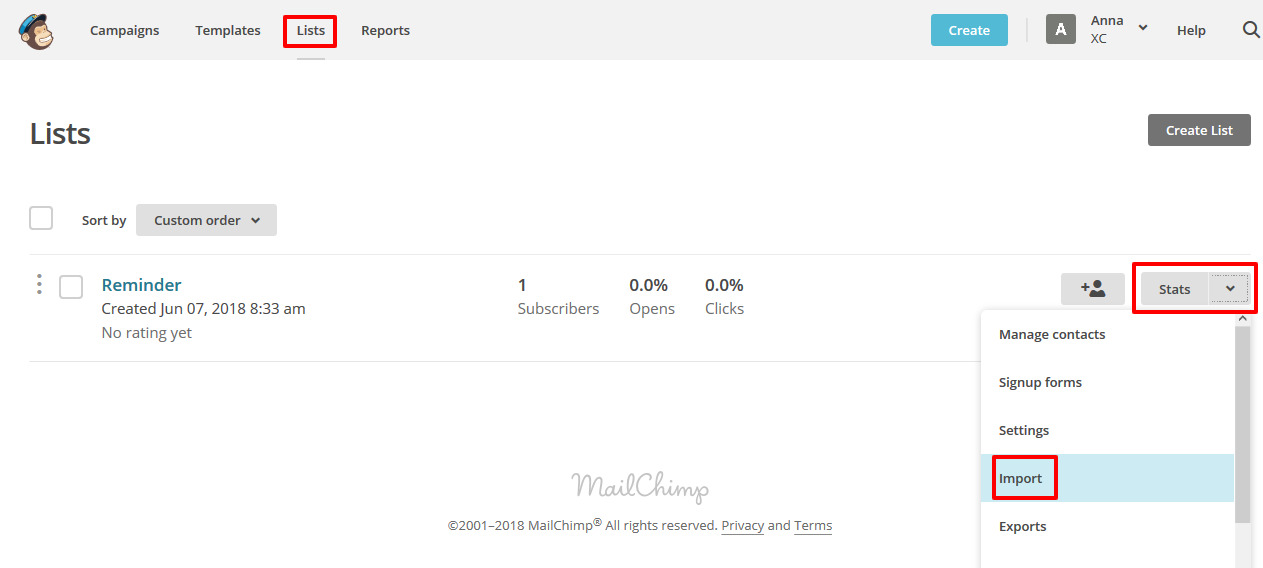 Campaigns Templates Lists Reports Create A Anna Help
XC
Lists
Create List
Sort by Custom order
Reminder 1 0.0% 0.0% Stats
Created Jun 07, 2018 8:33 am Subscribers Opens Clicks
No rating yet
Manage contacts
Signup forms
Settings
Import
Exports
MailChimp
©2001–2018 MailChimp® All rights reserved. Privacy and Terms